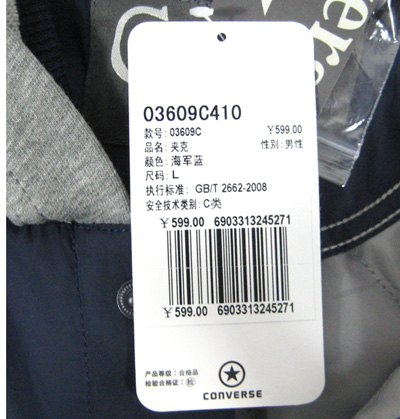 03609C410
款号: 03609C ￥599.00
品名: 夹克 性别: 男性
颜色: 海军蓝
尺码: L
执行标准: GB/T 2662-2008
安全技术类别: C类
￥599.00 6903313245271
￥599.00 6903313245271
产品等级: 合格品
检验合格证: 检
CONVERSE